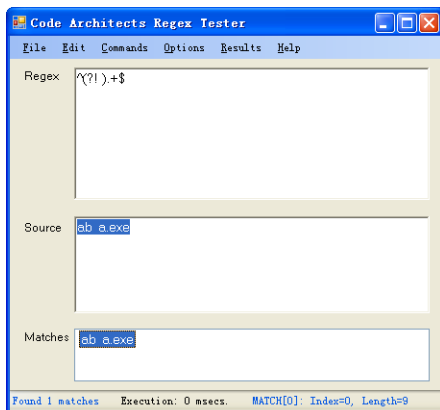 Code Architects Regex Tester
File Edit Commands Options Results Help
Regex
^(?! ).+$
Source
ab  a.exe
Matches
ab  a.exe
Found 1 matches Execution: 0 msecs. MATCH[0]: Index=0, Length=9